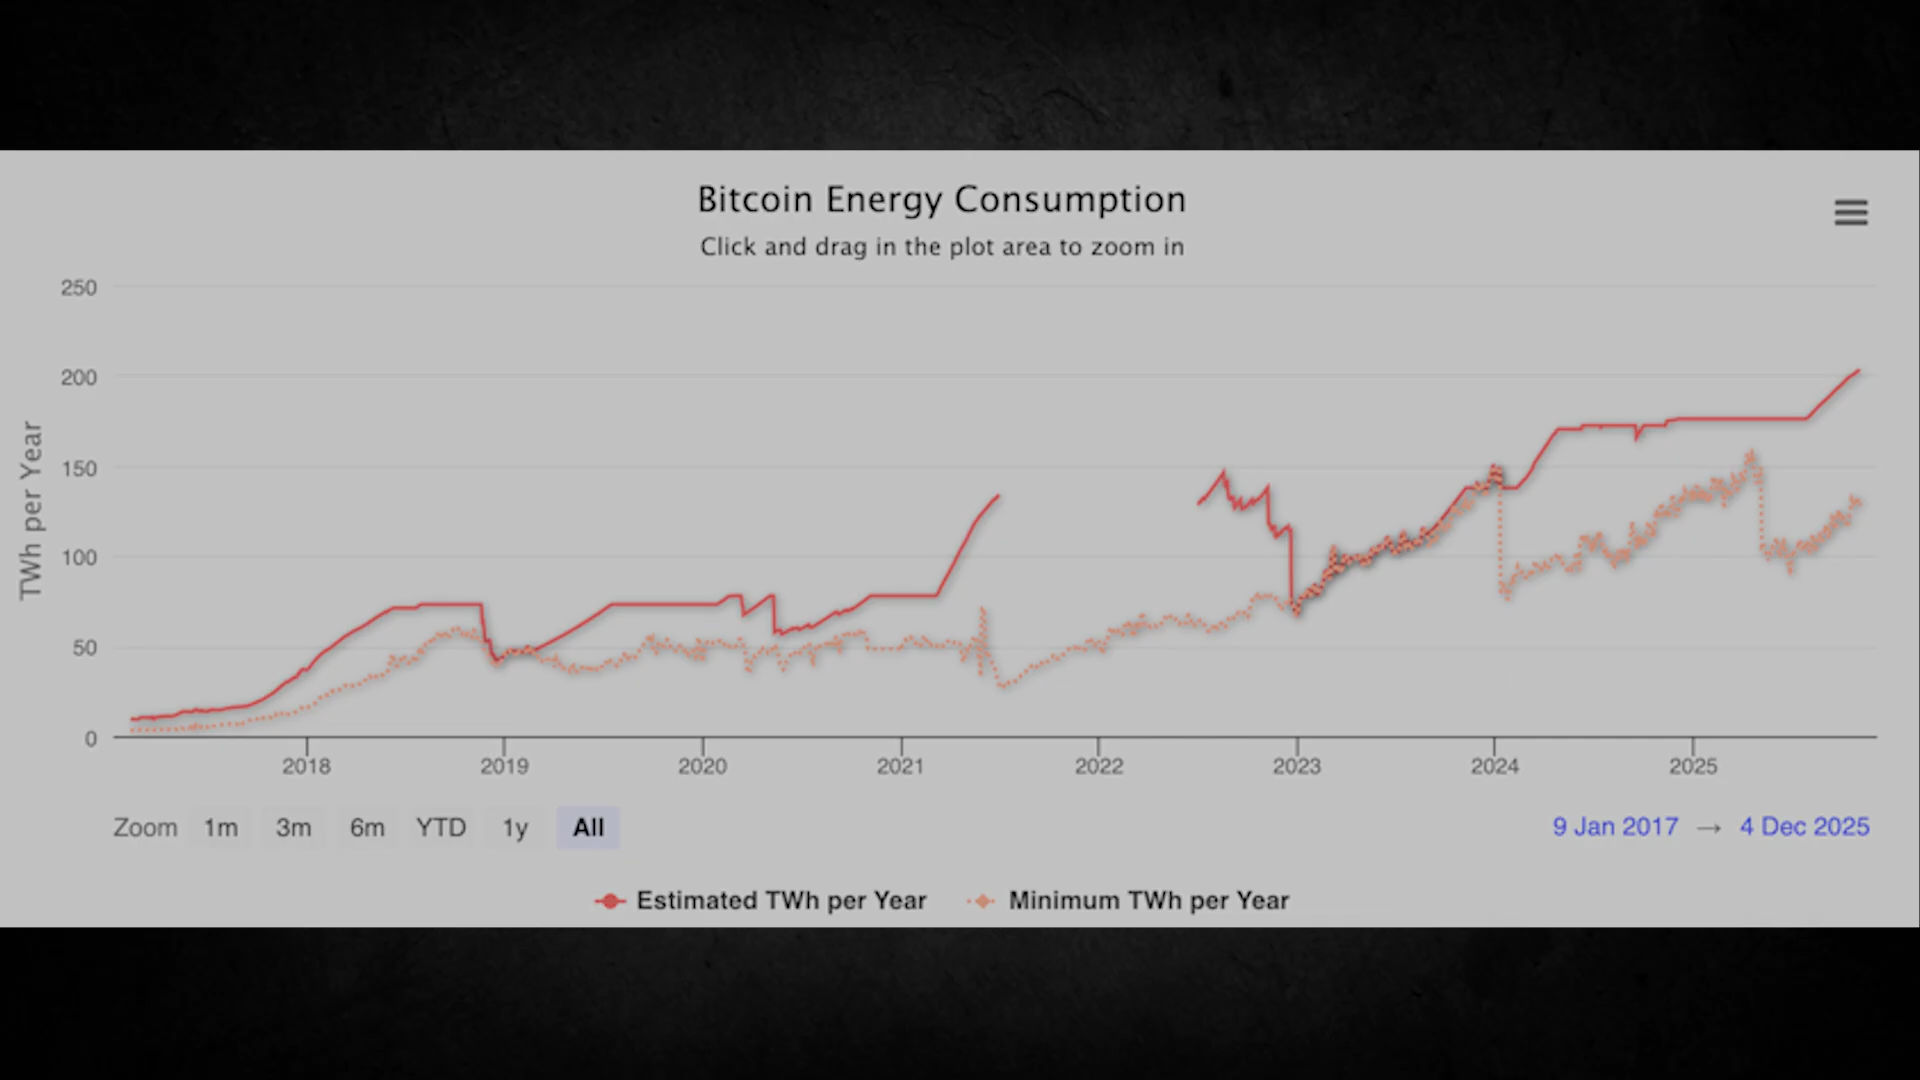 Bitcoin Energy Consumption
Click and drag in the plot area to zoom in
TWh per Year
250
200
150
100
50
0
2018 2019 2020 2021 2022 2023 2024 2025
Zoom 1m 3m 6m YTD 1y All 9 Jan 2017 → 4 Dec 2025
Estimated TWh per Year Minimum TWh per Year